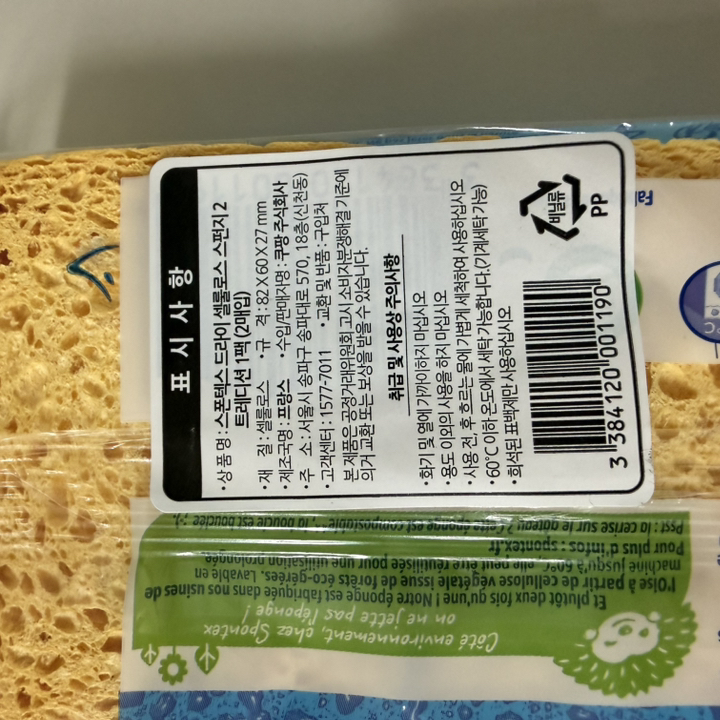 표시사항
•상품명 : 스폰텍스 드라이 셀룰로스 스펀지 2
트레디션 1팩 (2매입)
•재 질 : 셀룰로스 •규 격 : 82 X 60 X 27 mm
•제조국명 : 프랑스 •수입/판매자명 : 쿠팡 주식회사
•주 소 : 서울시 송파구 송파대로 570, 18층(신천동)
•고객센터 : 1577-7011 •교환 및 반품 : 구입처
본 제품은 공정거래위원회 고시 소비자분쟁해결 기준에
의거 교환 또는 보상을 받을 수 있습니다.
취급 및 사용상 주의사항
•화기 및 열에 가까이하지 마십시오
•용도 이외의 사용을 하지 마십시오
•사용 전, 후 흐르는 물에 가볍게 세척하여 사용하십시오
•60℃ 이하 온도에서 세탁 가능합니다.(기계세탁 가능)
•희석된 표백제만 사용하십시오
비닐류
PP
3 384120 001190
Côté environnement, chez Spontex
on ne jette pas l'éponge !
Et plutôt deux fois qu'une ! Notre éponge est fabriquée dans nos usines de
l'Oise à partir de cellulose végétale issue de forêts éco-gérées. Lavable en
machine jusqu'à 60°C, elle peut être réutilisée pour une utilisation prolongée.
Pour plus d'infos : spontex.fr
Psst : la cerise sur le gâteau ? Cette éponge est compostable... la boucle est bouclée ;-).